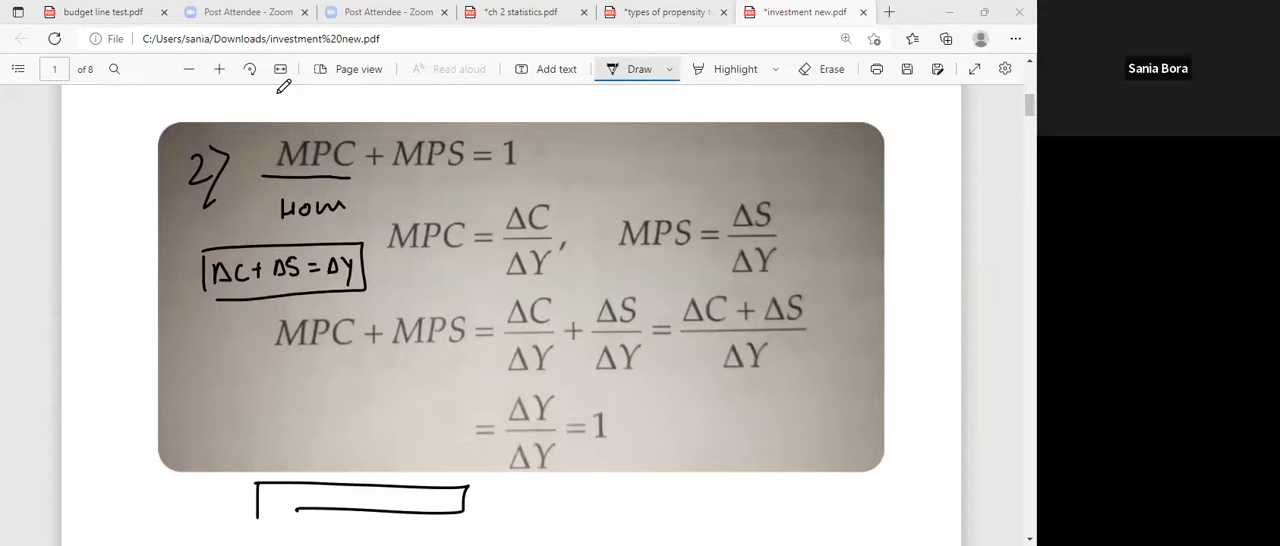 budget line test.pdf
Post Attendee - Zoom
Post Attendee - Zoom
*ch 2 statistics.pdf
*types of propensity t
*investment new.pdf
File
C:/Users/sania/Downloads/investment%20new.pdf
1 of 8
Page view
Read aloud
Add text
Draw
Highlight
Erase
Sania Bora
2) MPC + MPS = 1
How
MPC = ΔC/ΔY, MPS = ΔS/ΔY
ΔC + ΔS = ΔY
MPC + MPS = ΔC/ΔY + ΔS/ΔY = ΔC + ΔS/ΔY
= ΔY/ΔY = 1